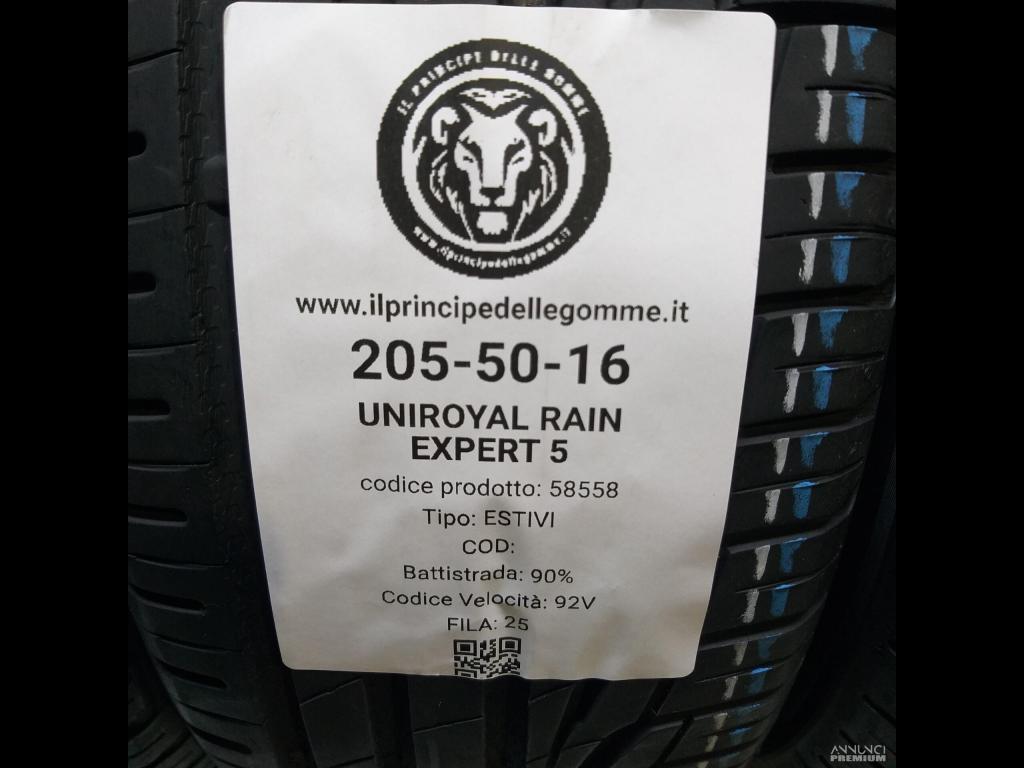 IL PRINCIPE DELLE GOMME
www.ilprincipedellegomme.it
www.ilprincipedellegomme.it
205-50-16
UNIROYAL RAIN
EXPERT 5
codice prodotto: 58558
Tipo: ESTIVI
COD:
Battistrada: 90%
Codice Velocità: 92V
FILA: 25
ANNUNCI
PREMIUM